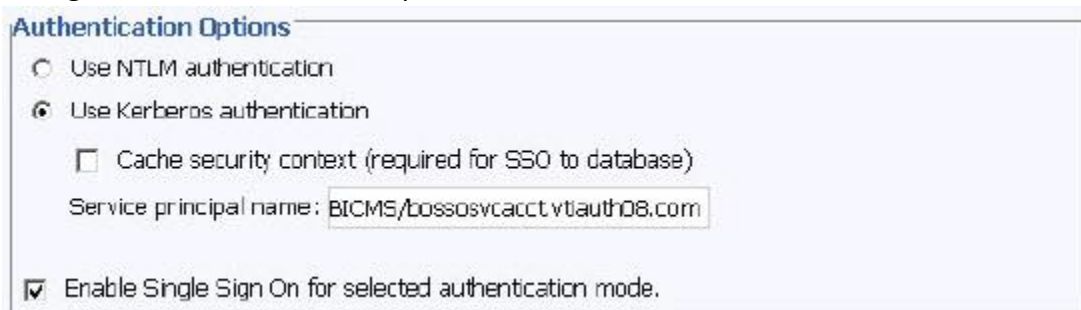 Authentication Options
Use NTLM authentication
Use Kerberos authentication
Cache security context (required for SSO to database)
Service principal name: BICMS/bossosvcacct.vtiauth08.com
Enable Single Sign On for selected authentication mode.